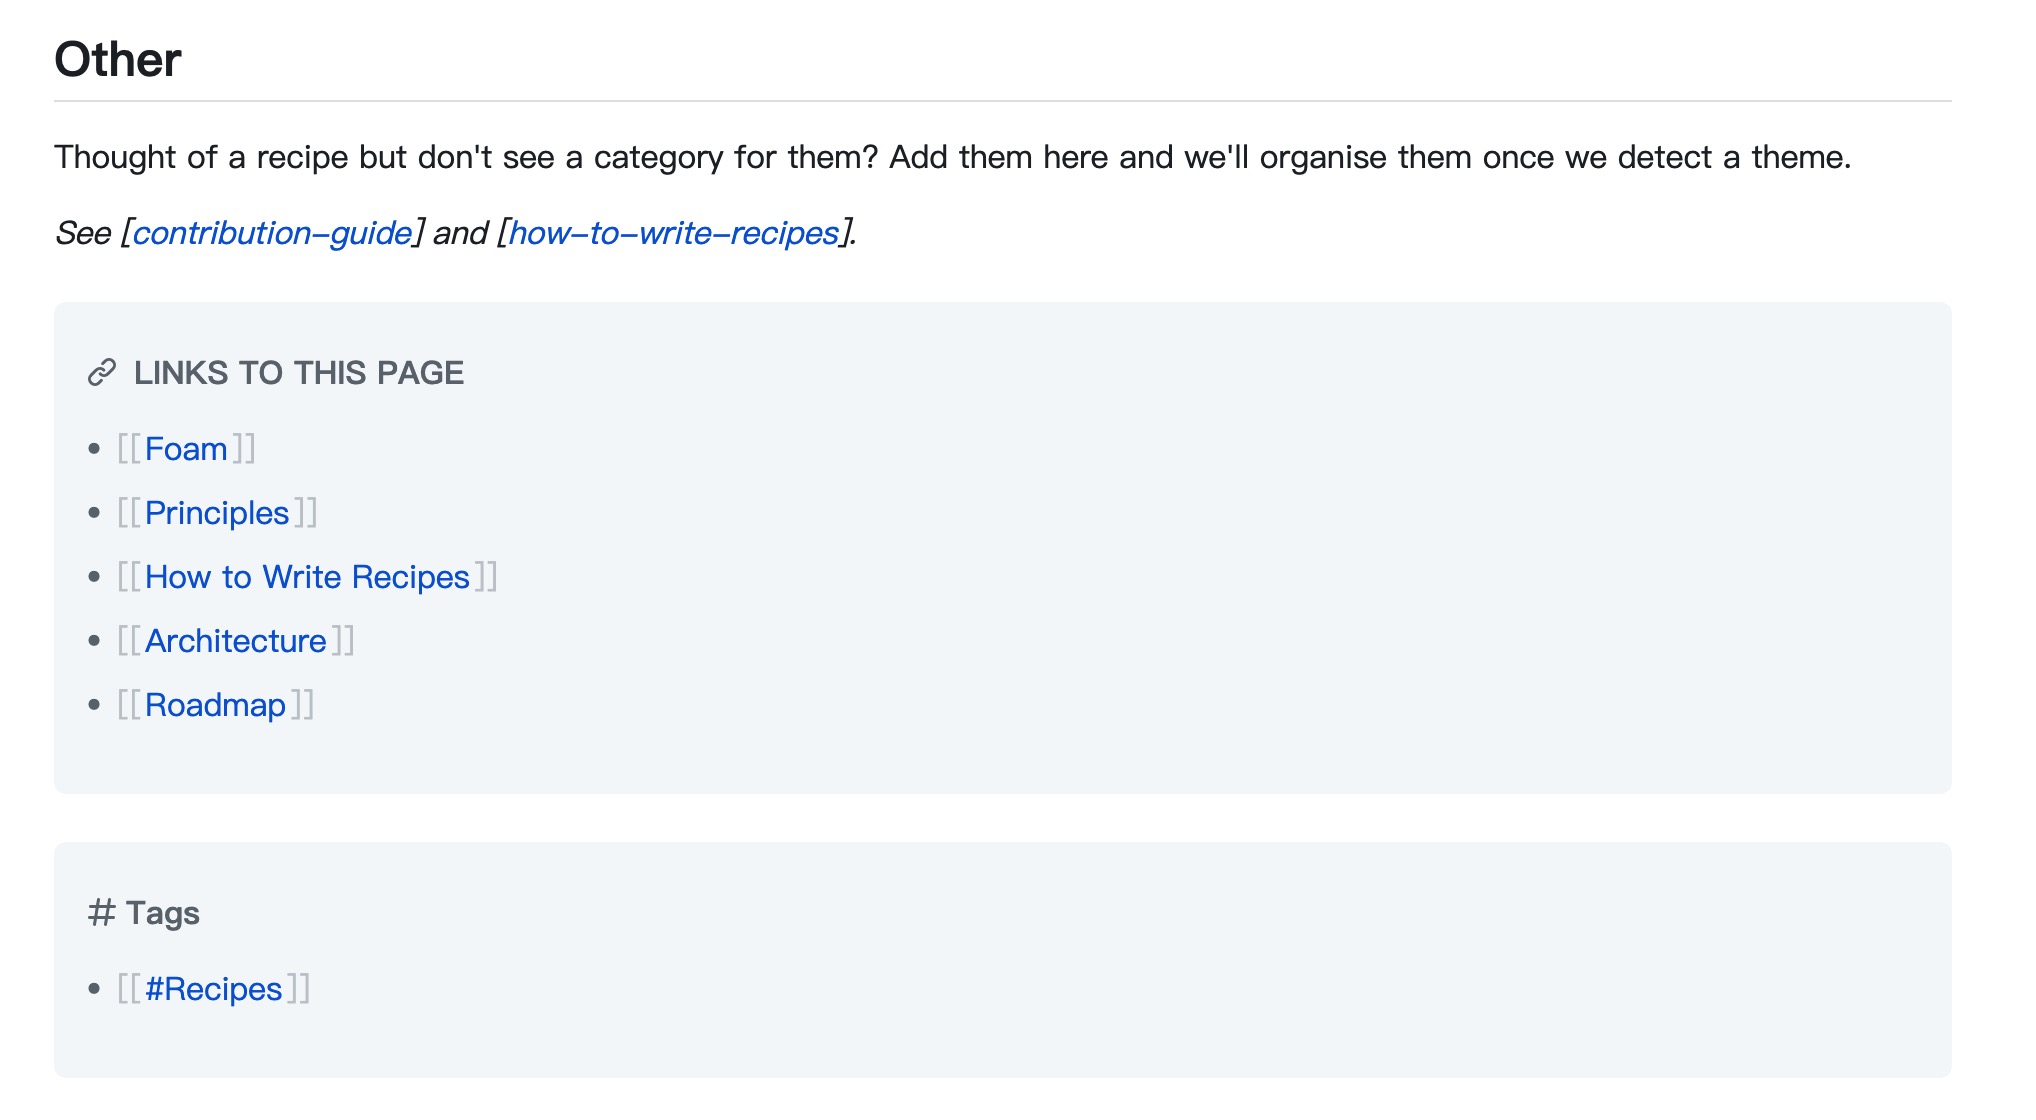 Other
Thought of a recipe but don't see a category for them? Add them here and we'll organise them once we detect a theme.
See [contribution-guide] and [how-to-write-recipes].
LINKS TO THIS PAGE
• [[Foam]]
• [[Principles]]
• [[How to Write Recipes]]
• [[Architecture]]
• [[Roadmap]]
# Tags
• [[#Recipes]]